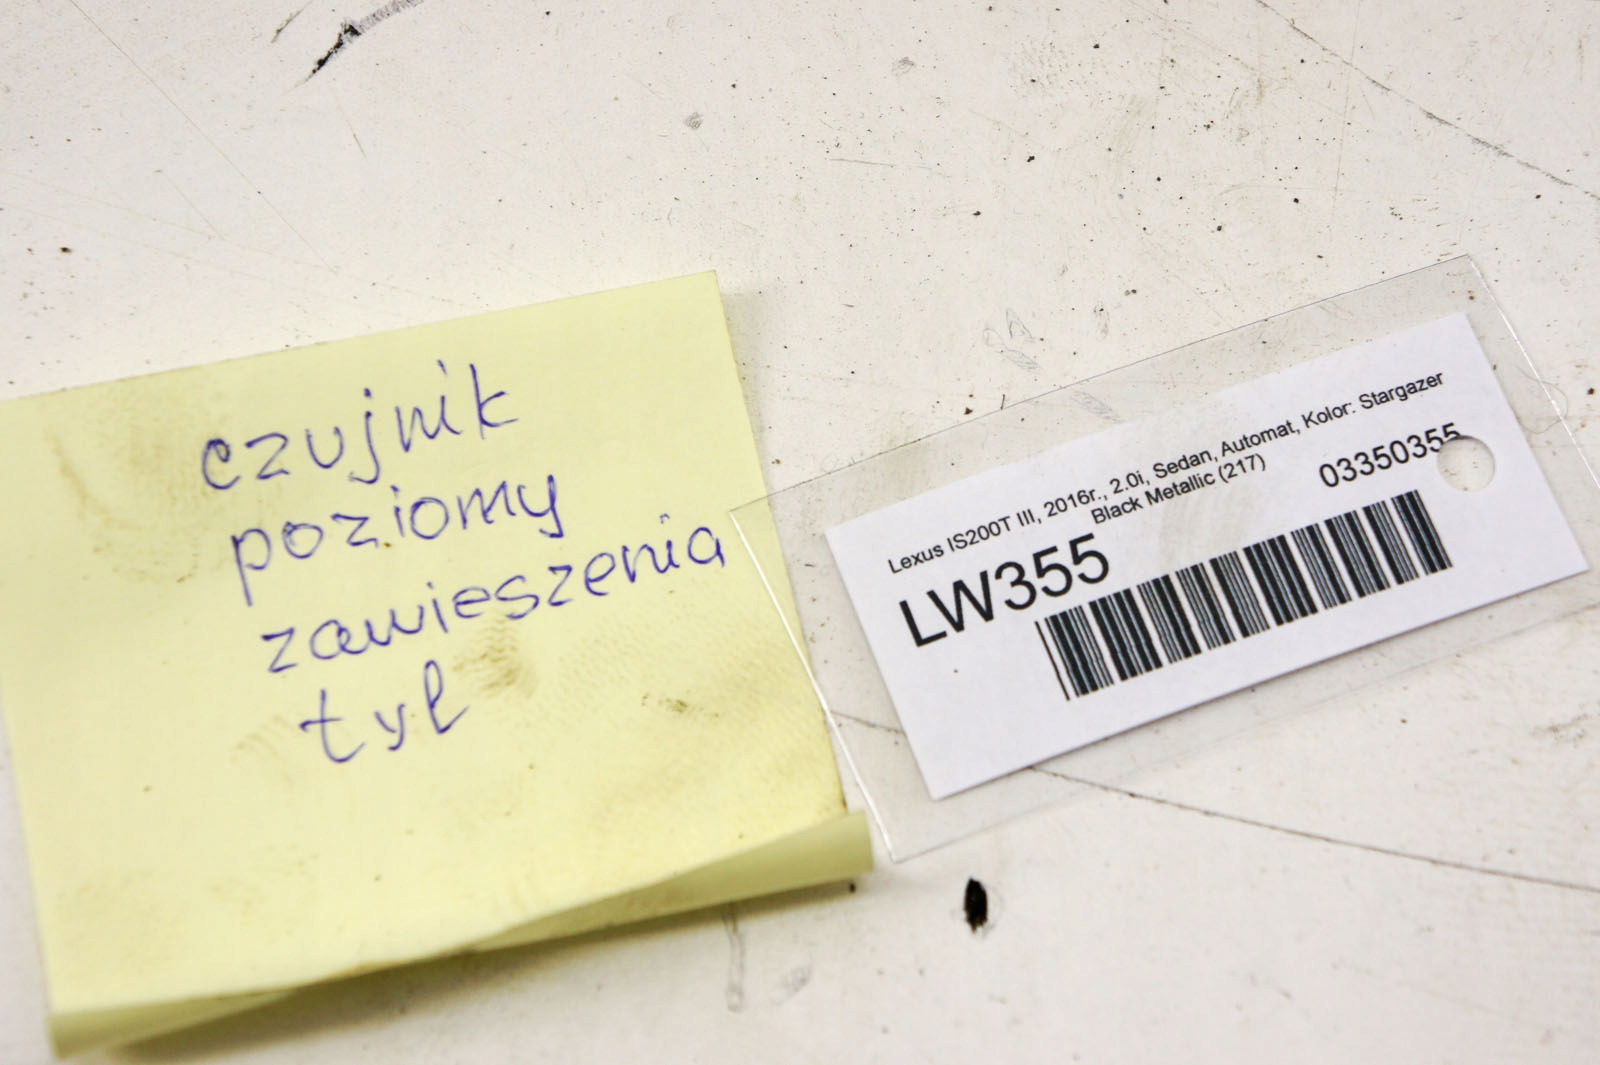 czujnik
poziomy
zawieszenia
tył
Lexus IS200T III, 2016r., 2.0i, Sedan, Automat, Kolor: Stargazer
Black Metallic (217)
03350355
LW355